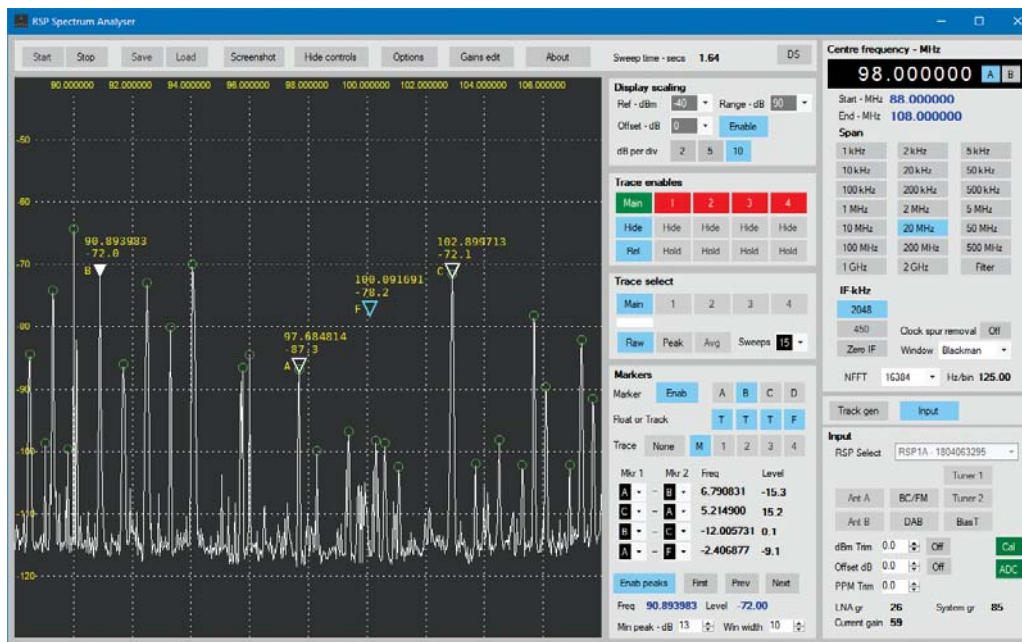 RSP Spectrum Analyser
Start Stop Save Load Screenshot Hide controls Options Gains edit About Sweep time - secs 1.64 DS
90.000000 92.000000 94.000000 96.000000 98.000000 100.000000 102.000000 104.000000 106.000000
-50
-60
-70
-80
-90
-100
-110
-120
90.893983
-72.0
B
102.899713
-72.1
C
100.091691
-78.2
F
97.684814
-87.3
A
Display scaling
Ref - dBm -40 Range - dB 90
Offset - dB 0 Enable
dB per div 2 5 10
Trace enables
Main 1 2 3 4
Hide Hide Hide Hide Hide
Rel Hold Hold Hold Hold
Trace select
Main 1 2 3 4
Raw Peak Avg Sweeps 15
Markers
Marker Enab A B C D
Float or Track T T T F
Trace None M 1 2 3 4
Mkr 1 Mkr 2 Freq Level
A - B 6.790831 -15.3
C - A 5.214900 15.2
B - C -12.005731 0.1
A - F -2.406877 -9.1
Enab peaks First Prev Next
Freq 90.893983 Level -72.00
Min peak - dB 13 Win width 10
Centre frequency - MHz
98.000000 A B
Start - MHz 88.000000
End - MHz 108.000000
Span
1 kHz 2 kHz 5 kHz
10 kHz 20 kHz 50 kHz
100 kHz 200 kHz 500 kHz
1 MHz 2 MHz 5 MHz
10 MHz 20 MHz 50 MHz
100 MHz 200 MHz 500 MHz
1 GHz 2 GHz Filter
IF-kHz
2048
450 Clock spur removal Off
Zero IF Window Blackman
NFFT 16384 Hz/bin 125.00
Track gen Input
Input
RSP Select RSP1A - 1804063295
Tuner 1
Ant A BC/FM Tuner 2
Ant B DAB BiasT
dBm Trim 0.0 Off Cal
Offset dB 0.0 Off ADC
PPM Trim 0.0
LNA gr 26 System gr 85
Current gain 59